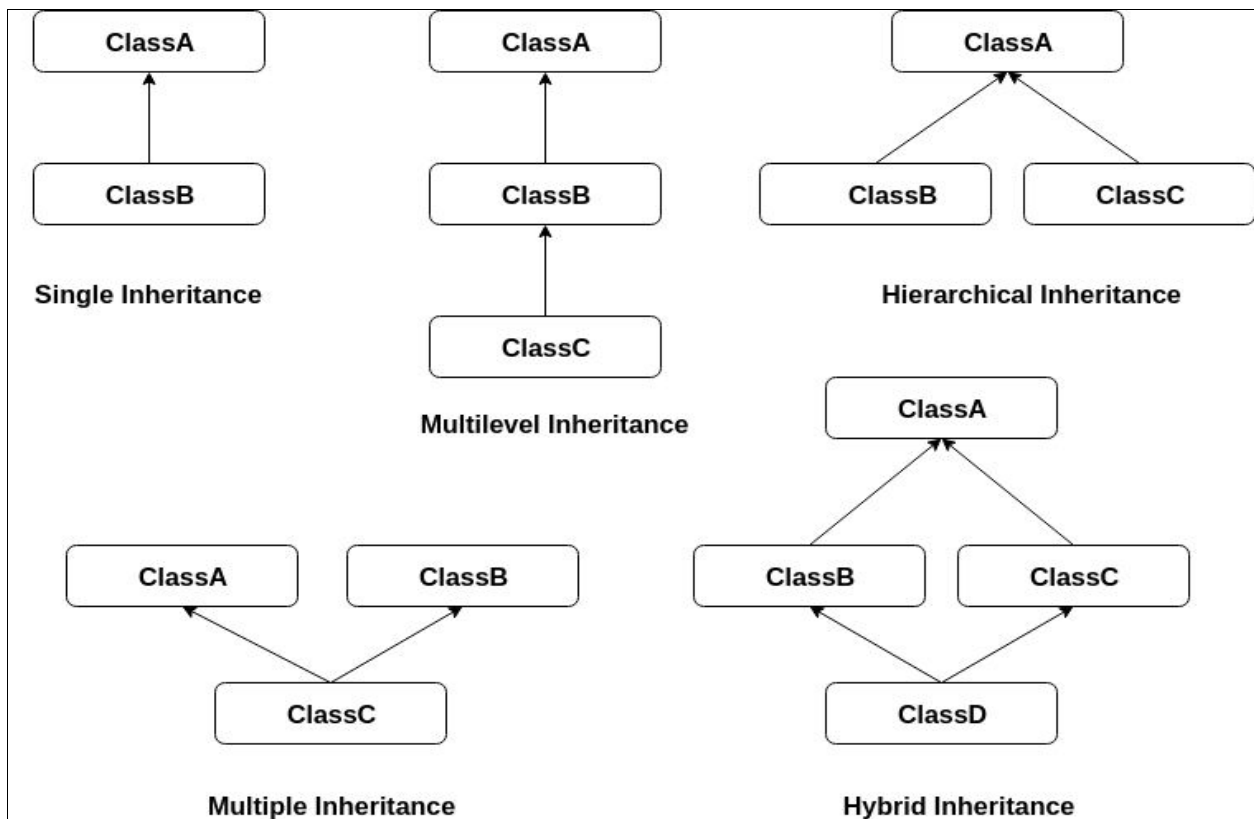 ClassA
ClassB
Single Inheritance
ClassA
ClassB
ClassC
Multilevel Inheritance
ClassA
ClassB
ClassC
Hierarchical Inheritance
ClassA
ClassB
ClassC
Multiple Inheritance
ClassA
ClassB
ClassC
ClassD
Hybrid Inheritance